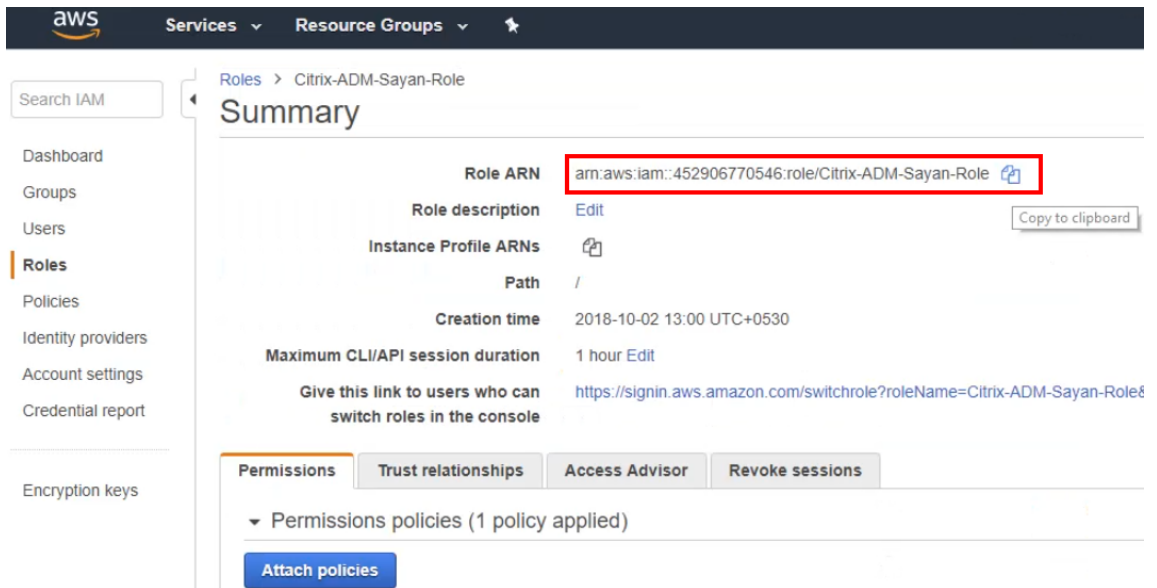 aws Services Resource Groups
Roles > Citrix-ADM-Sayan-Role
Search IAM
Summary
Dashboard
Groups
Users
Roles
Policies
Identity providers
Account settings
Credential report
Encryption keys
Role ARN arn:aws:iam::452906770546:role/Citrix-ADM-Sayan-Role
Copy to clipboard
Role description Edit
Instance Profile ARNs
Path /
Creation time 2018-10-02 13:00 UTC+0530
Maximum CLI/API session duration 1 hour Edit
Give this link to users who can
switch roles in the console
https://signin.aws.amazon.com/switchrole?roleName=Citrix-ADM-Sayan-Role&
Permissions Trust relationships Access Advisor Revoke sessions
Permissions policies (1 policy applied)
Attach policies